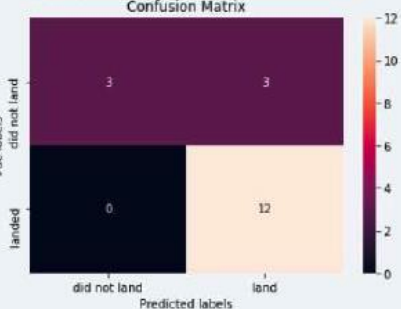 Confusion Matrix
12
3 3
10
did not land
8
6
4
0 12
landed
2
0
did not land land
Predicted labels